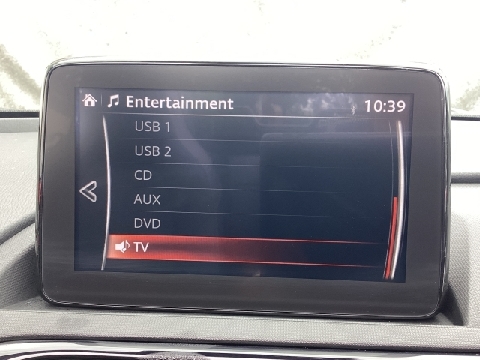 Entertainment 10:39
USB 1
USB 2
CD
AUX
DVD
TV